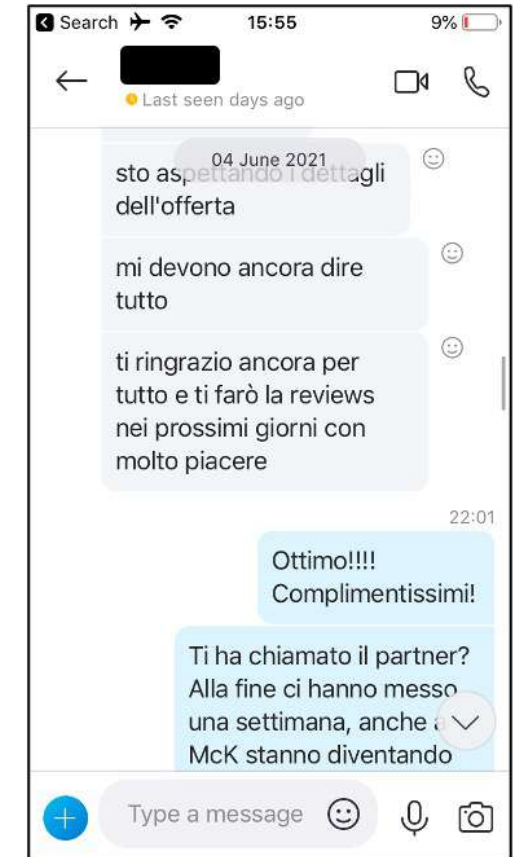 Search 15:55 9%
Last seen days ago
04 June 2021
sto aspettando i dettagli
dell'offerta
mi devono ancora dire
tutto
ti ringrazio ancora per
tutto e ti farò la reviews
nei prossimi giorni con
molto piacere
22:01
Ottimo!!!!
Complimentissimi!
Ti ha chiamato il partner?
Alla fine ci hanno messo
una settimana, anche a
McK stanno diventando
Type a message